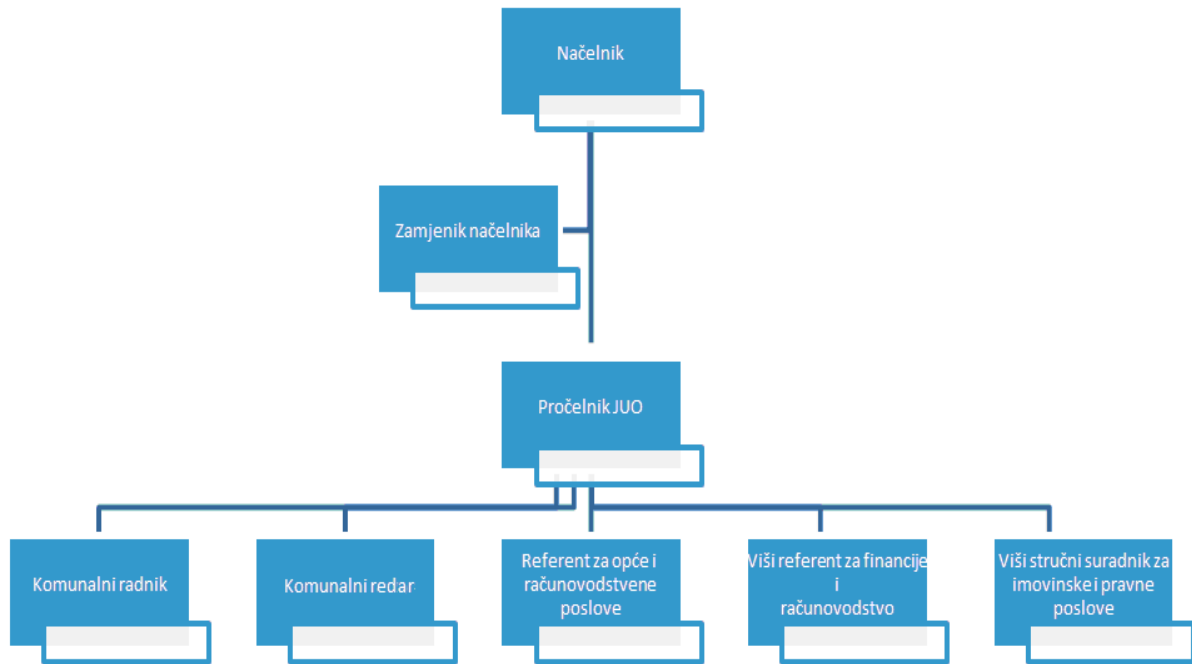 Načelnik
Zamjenik načelnika
Pročelnik JUO
Komunalni radnik
Komunalni redar
Referent za opće i
računovodstvene
poslove
Viši referent za financije
i
računovodstvo
Viši stručni suradnik za
imovinske i pravne
poslove